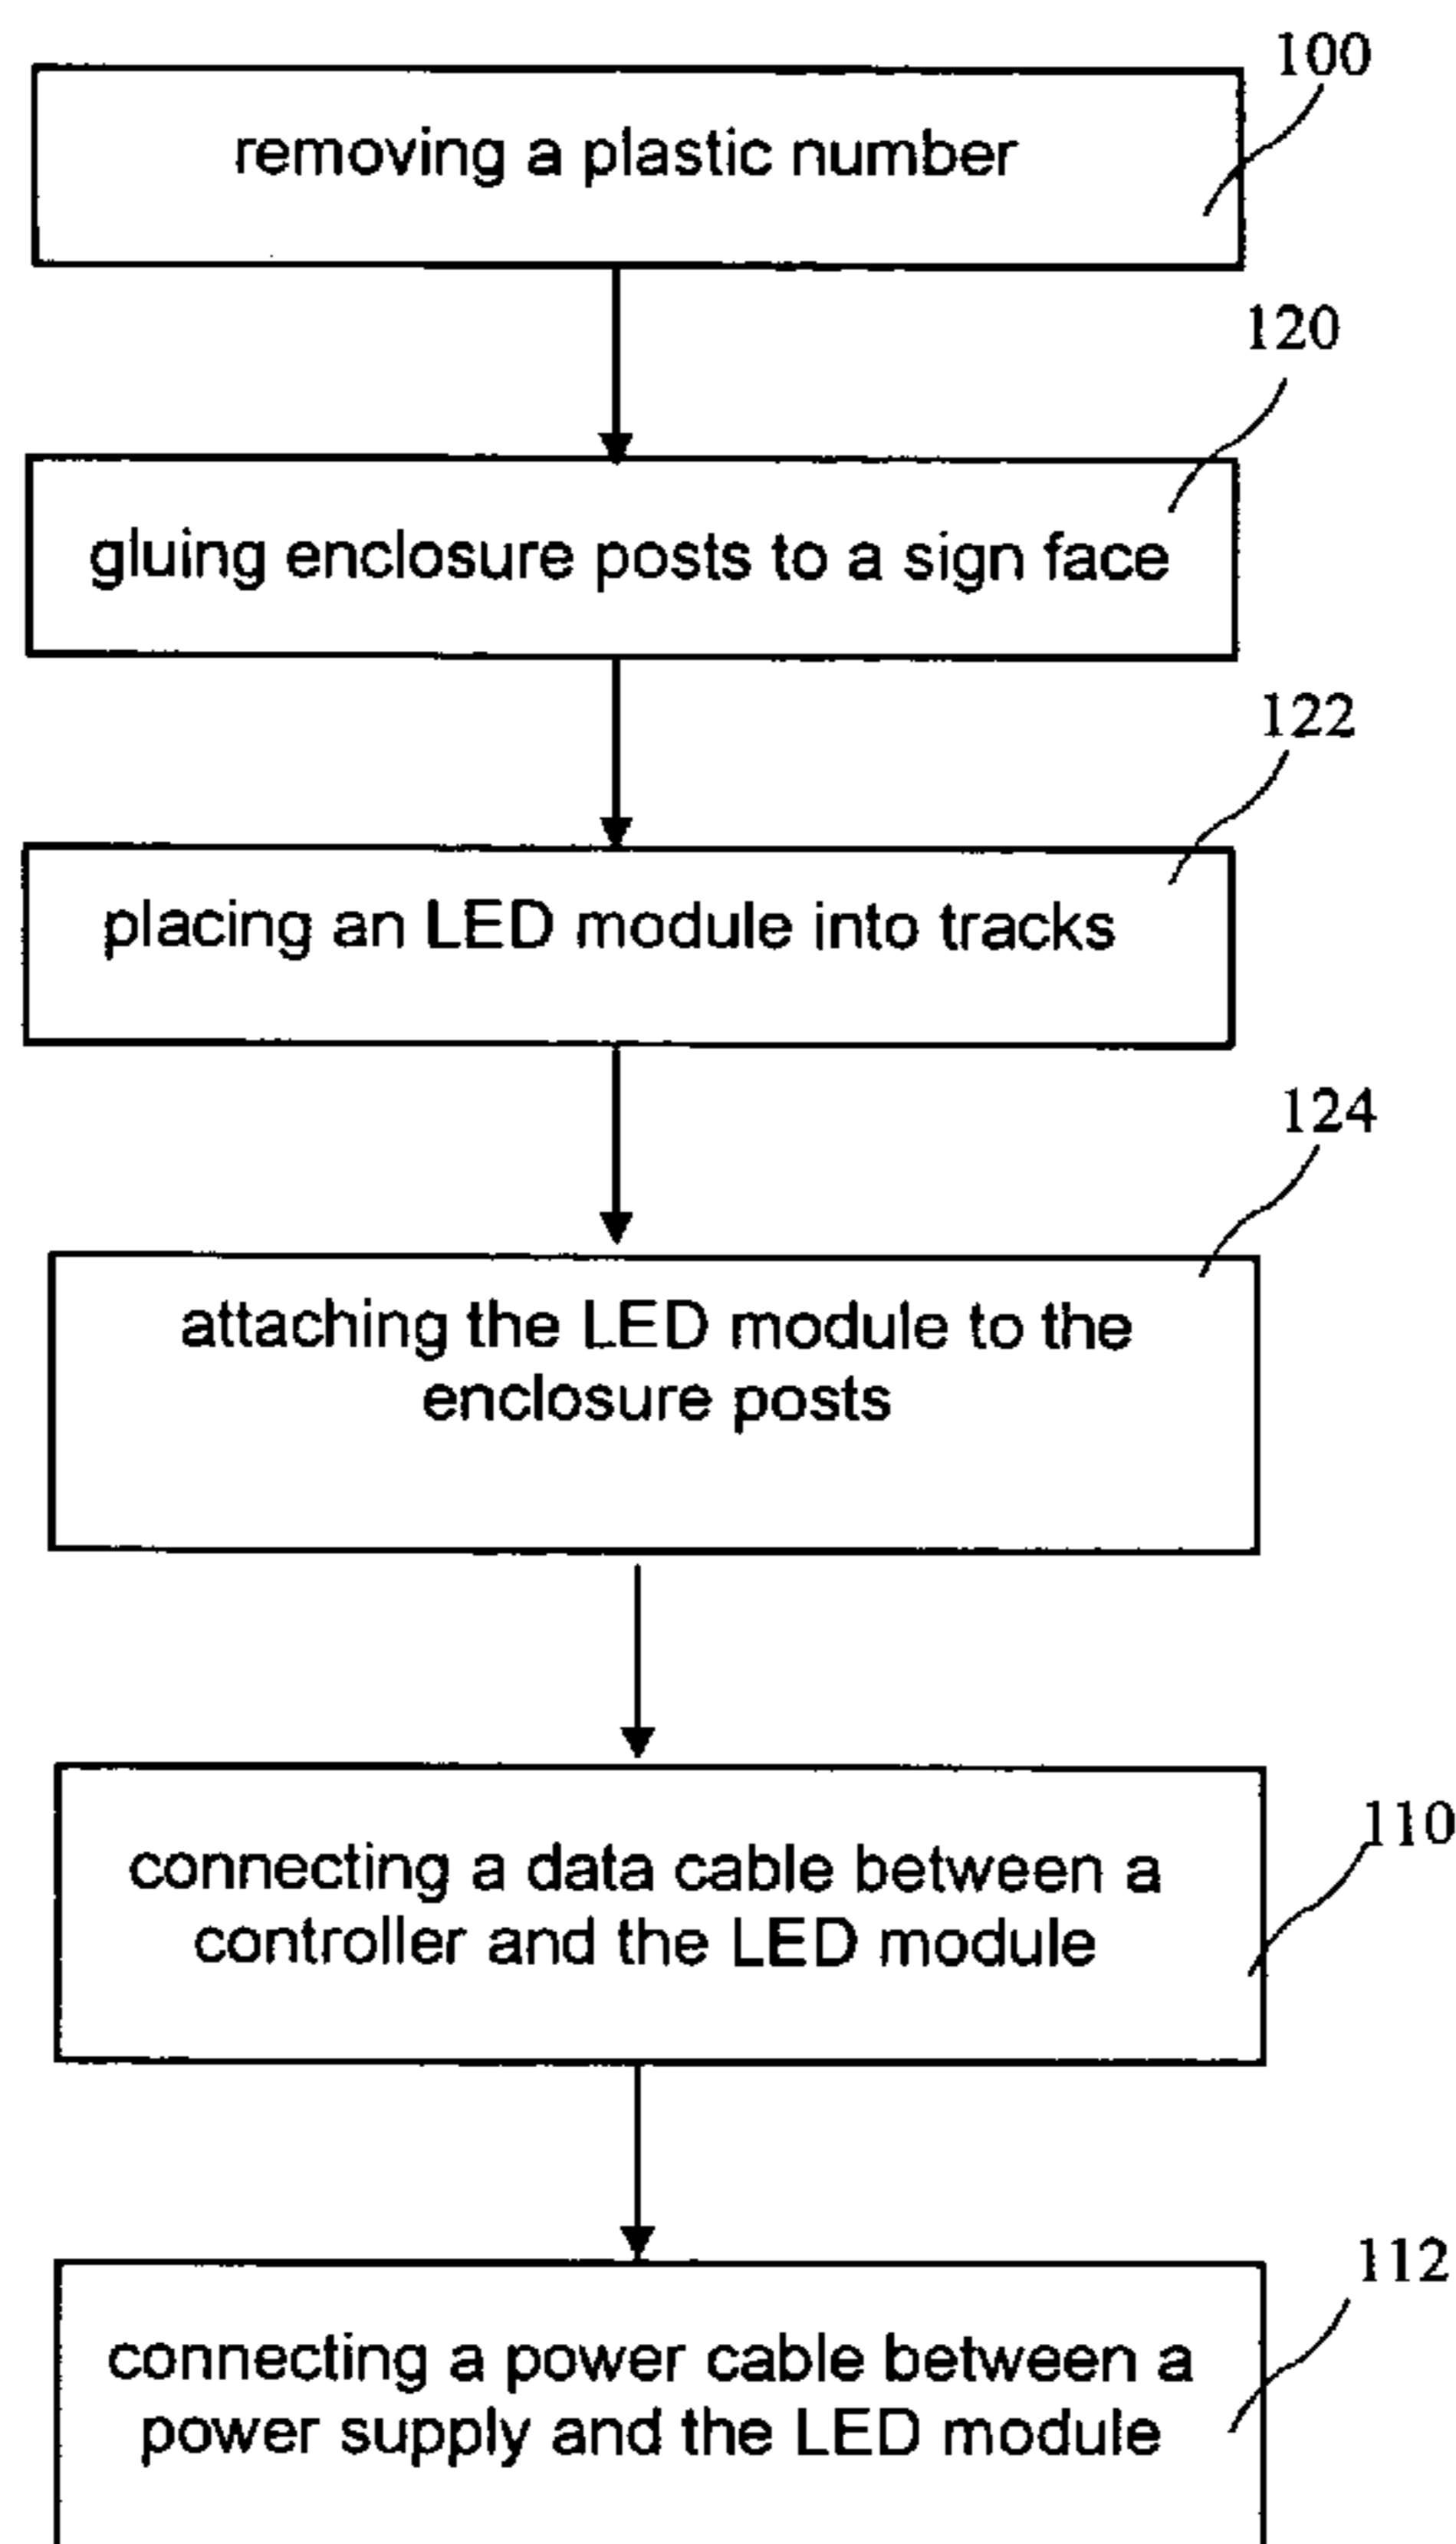 100
removing a plastic number
120
gluing enclosure posts to a sign face
122
placing an LED module into tracks
124
attaching the LED module to the
enclosure posts
110
connecting a data cable between a
controller and the LED module
112
connecting a power cable between a
power supply and the LED module